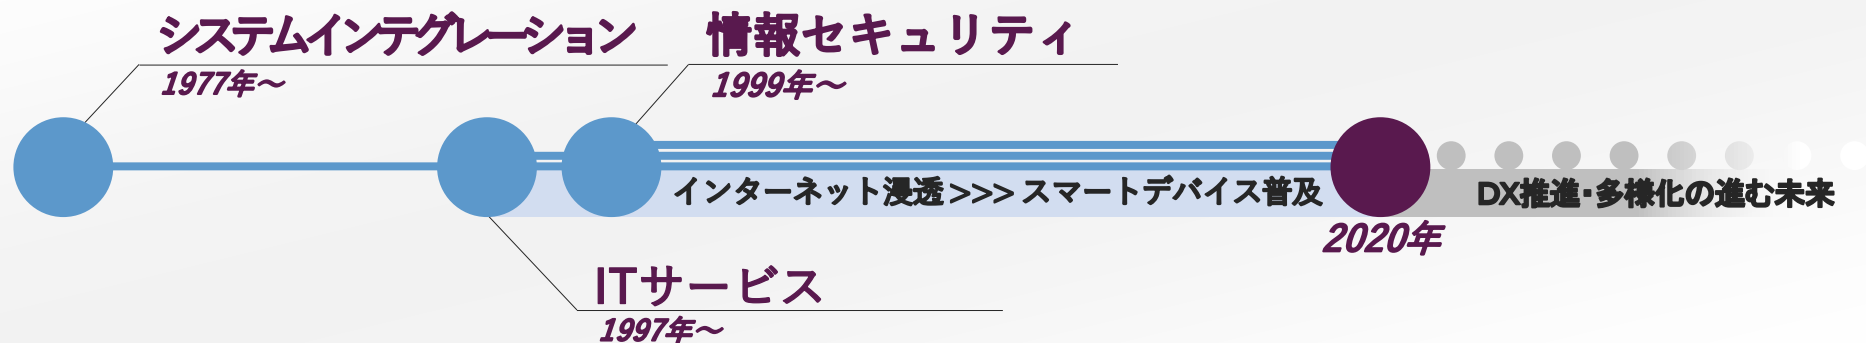 システムインテグレーション
1977年～
情報セキュリティ
1999年～
インターネット浸透>>>スマートデバイス普及
DX推進・多様化の進む未来
2020年
ITサービス
1997年～